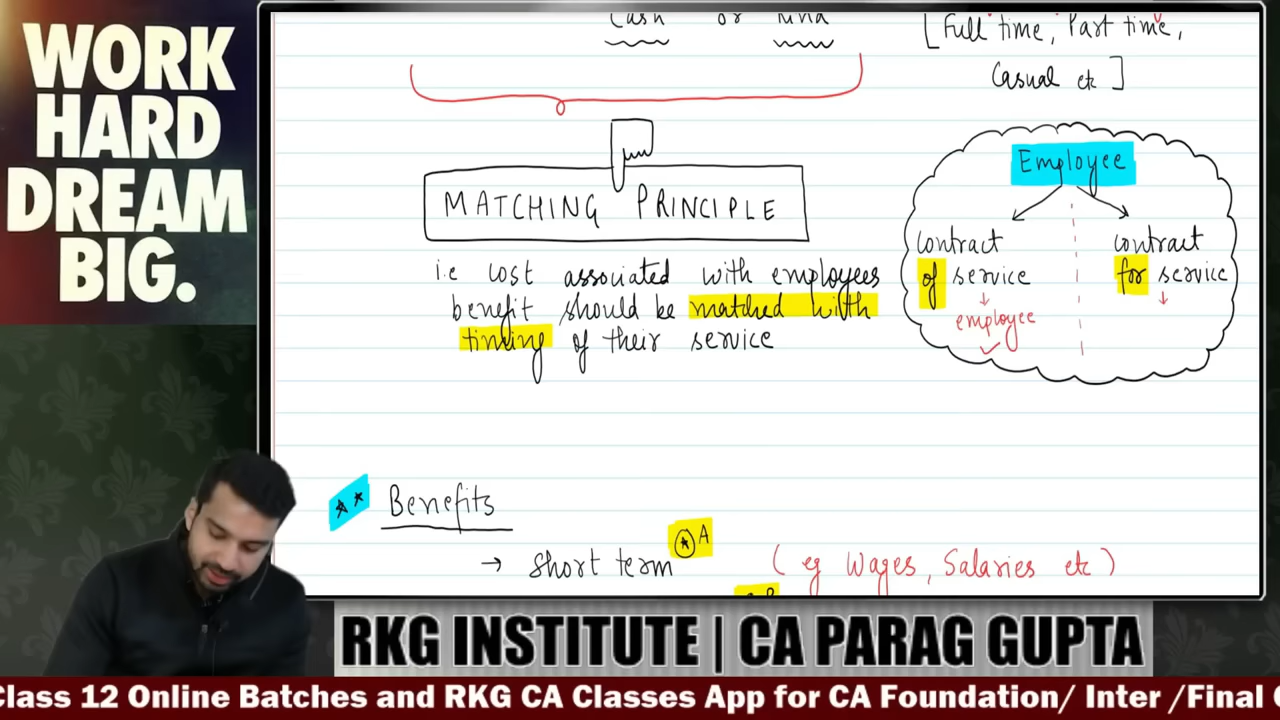 WORK
HARD
DREAM
BIG.
Cash or kind
[Full time, Part time,
Casual etc]
MATCHING PRINCIPLE
i.e cost associated with employees
benefit should be matched with
timing of their service
Employee
contract
of service
employee
contract
for service
Benefits
→ Short term A
(eg Wages, Salaries etc)
RKG INSTITUTE | CA PARAG GUPTA
Class 12 Online Batches and RKG CA Classes App for CA Foundation/ Inter /Final